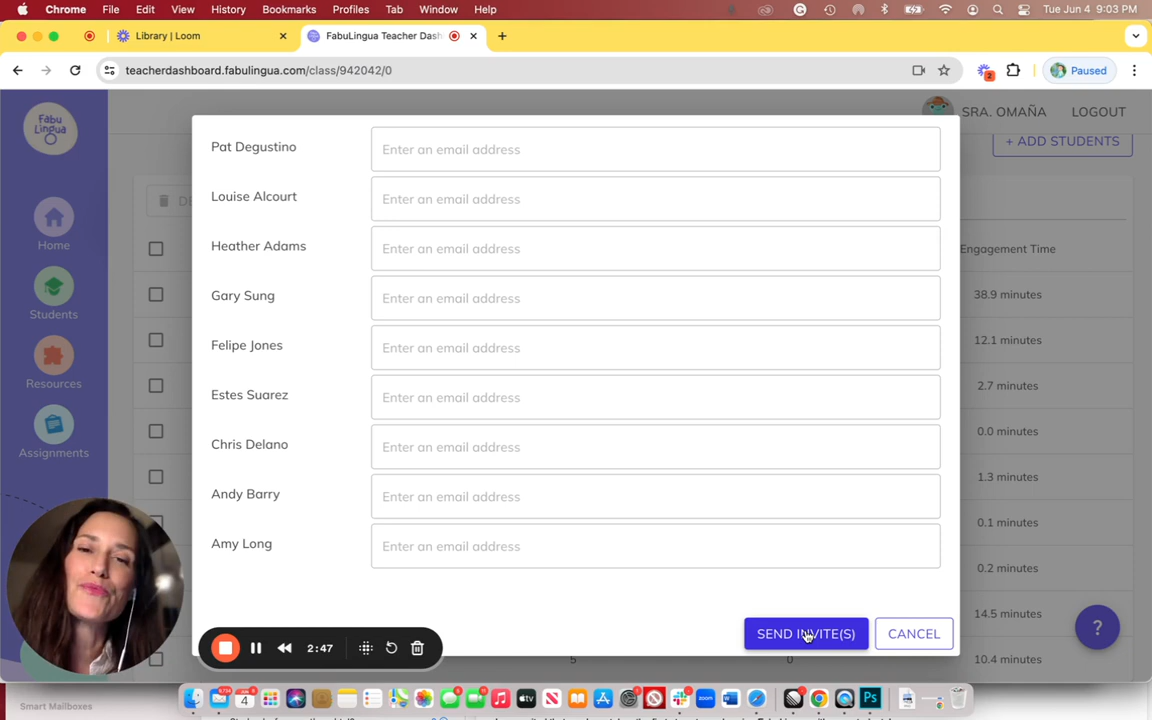 Chrome File Edit View History Bookmarks Profiles Tab Window Help Tue Jun 4 9:03 PM
Library | Loom FabuLingua Teacher Das
teacherdashboard.fabulingua.com/class/942042/0 2 Paused
Fabu
Lingua
SRA. OMAÑA LOGOUT
+ ADD STUDENTS
Home
Students
Resources
Assignments
Pat Degustino Enter an email address
Louise Alcourt Enter an email address
Heather Adams Enter an email address
Engagement Time
Gary Sung Enter an email address
38.9 minutes
Felipe Jones Enter an email address
12.1 minutes
2.7 minutes
Estes Suarez Enter an email address
0.0 minutes
Chris Delano Enter an email address
1.3 minutes
Andy Barry Enter an email address
0.1 minutes
Amy Long Enter an email address
0.2 minutes
14.5 minutes
SEND INVITE(S) CANCEL
?
2:47
5 0 10.4 minutes
Smart Mailboxes